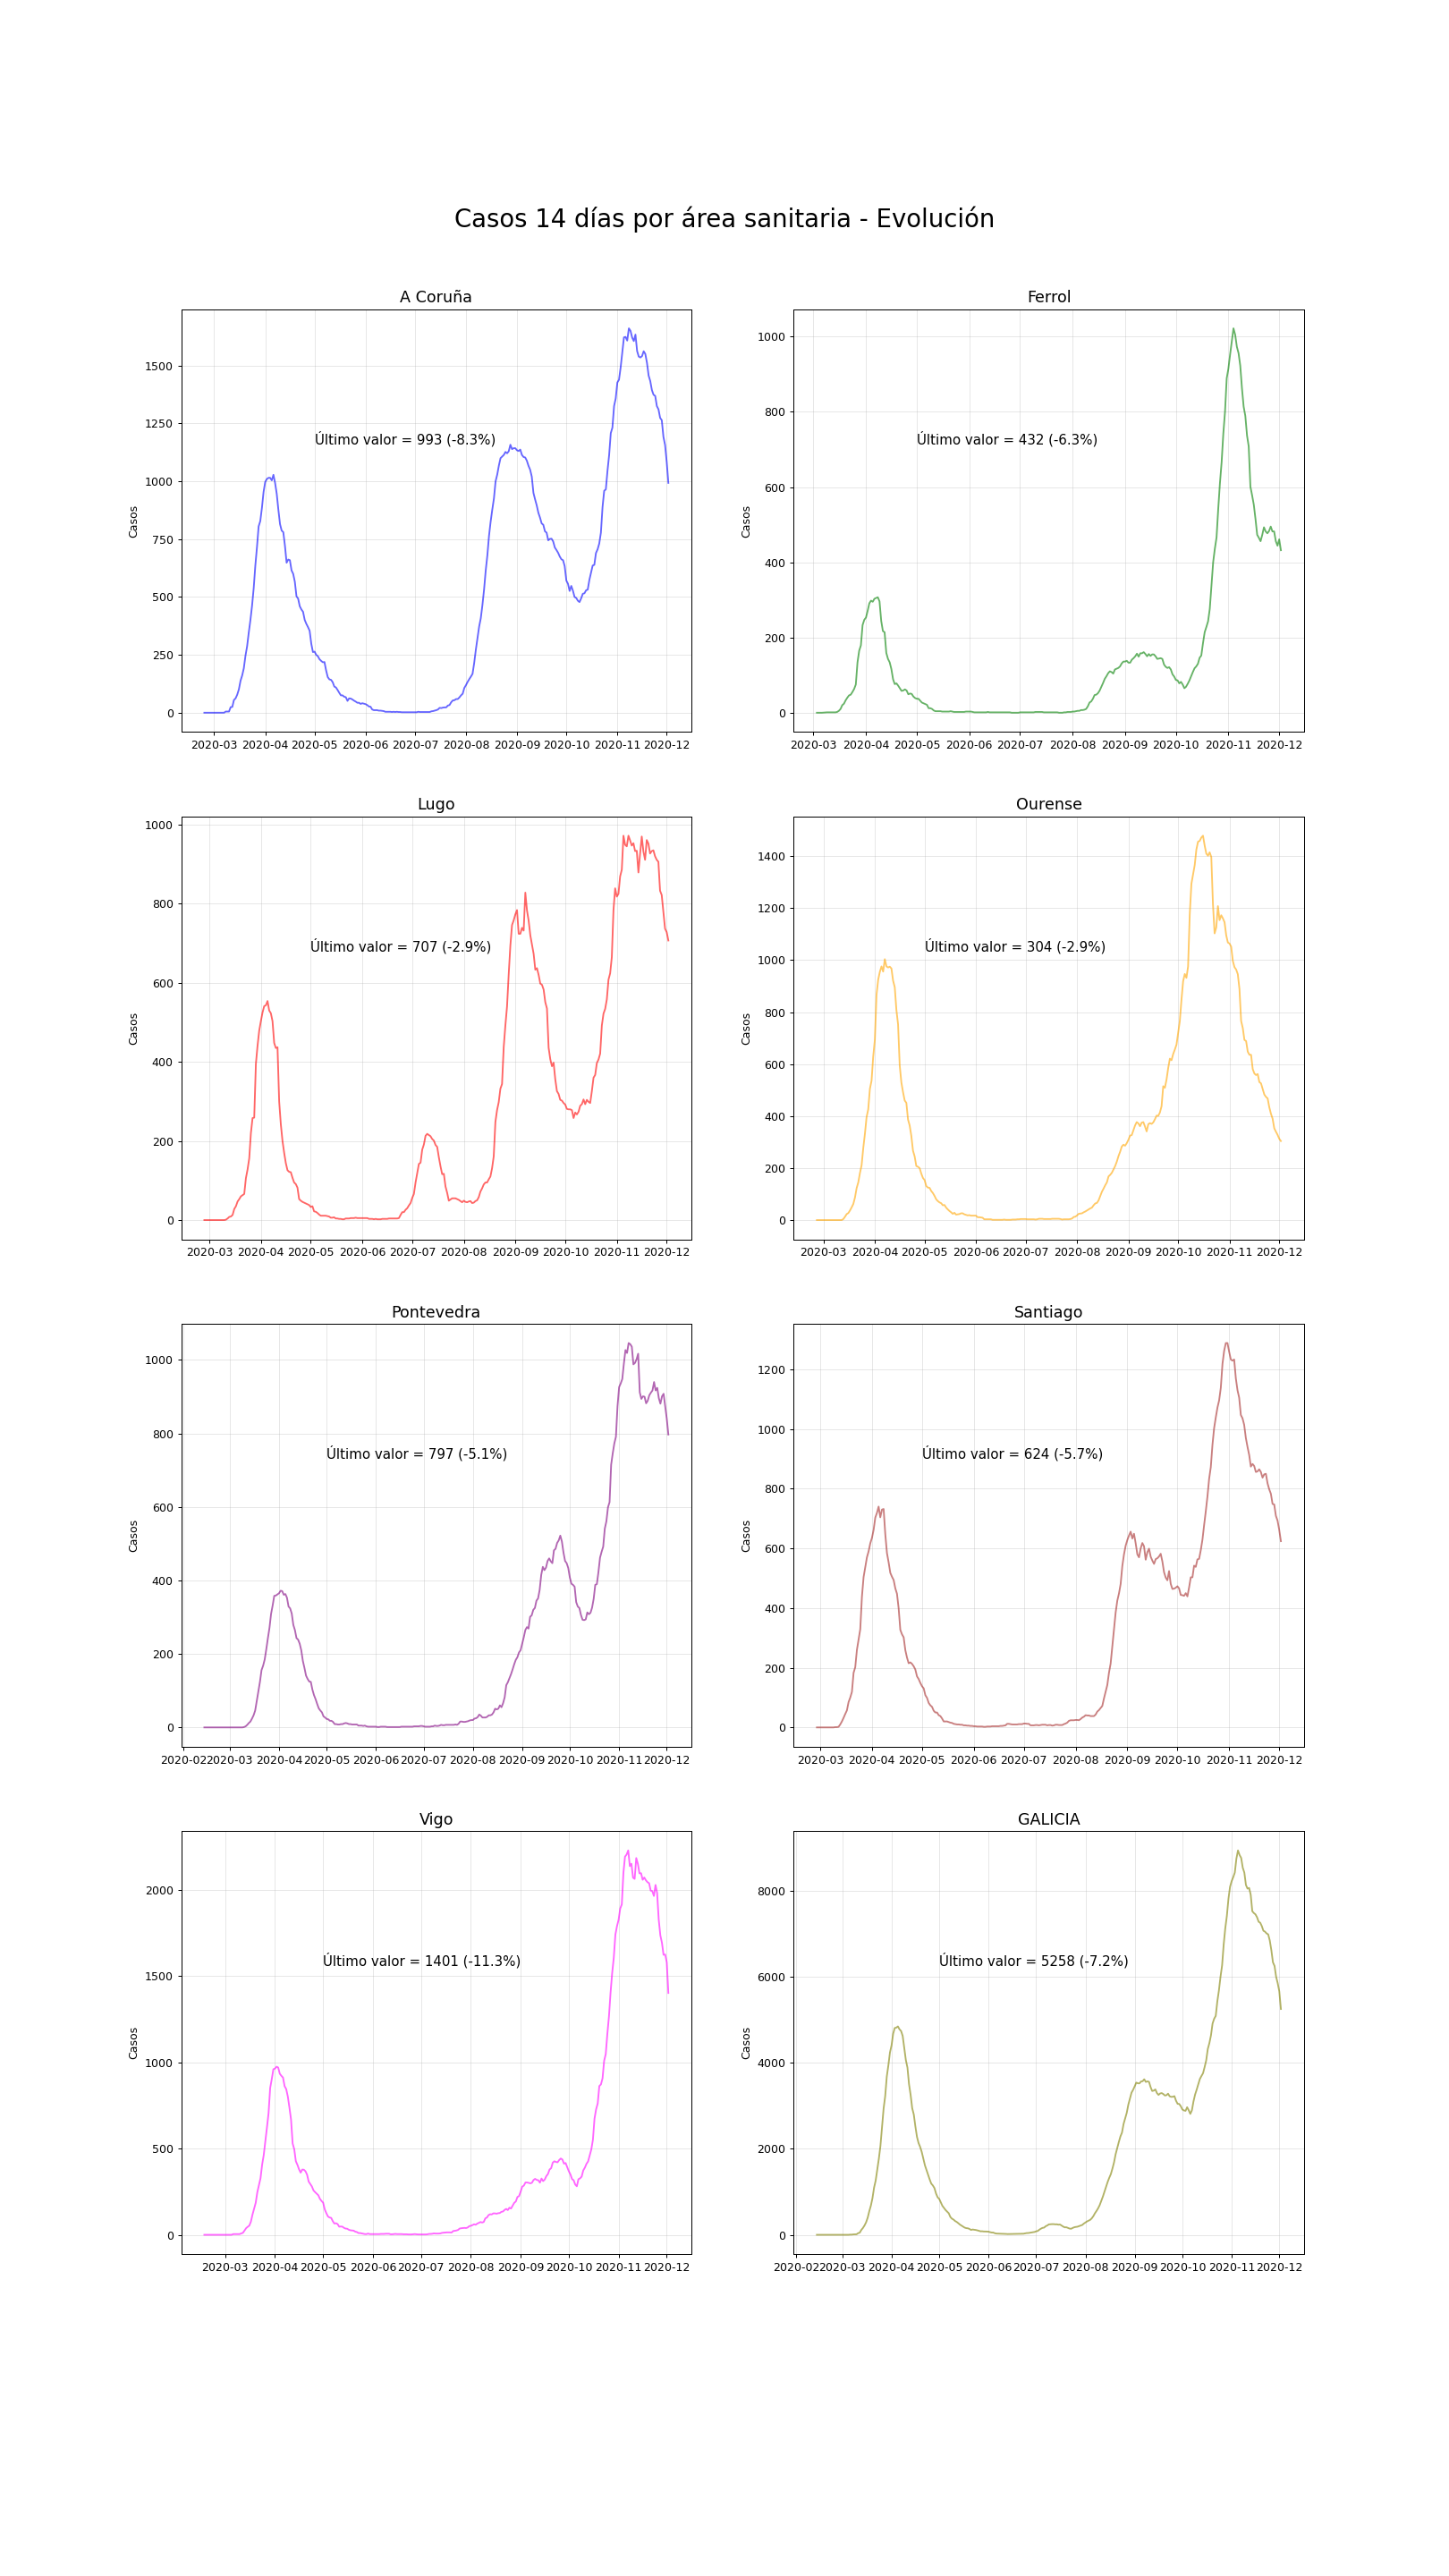 Casos 14 días por área sanitaria - Evolución
A Coruña
1500
1250
1000
750
500
250
0
Casos
Último valor = 993 (-8.3%)
2020-03 2020-04 2020-05 2020-06 2020-07 2020-08 2020-09 2020-10 2020-11 2020-12
Ferrol
1000
800
600
400
200
0
Casos
Último valor = 432 (-6.3%)
2020-03 2020-04 2020-05 2020-06 2020-07 2020-08 2020-09 2020-10 2020-11 2020-12
Lugo
1000
800
600
400
200
0
Casos
Último valor = 707 (-2.9%)
2020-03 2020-04 2020-05 2020-06 2020-07 2020-08 2020-09 2020-10 2020-11 2020-12
Ourense
1400
1200
1000
800
600
400
200
0
Casos
Último valor = 304 (-2.9%)
2020-03 2020-04 2020-05 2020-06 2020-07 2020-08 2020-09 2020-10 2020-11 2020-12
Pontevedra
1000
800
600
400
200
0
Casos
Último valor = 797 (-5.1%)
2020-02 2020-03 2020-04 2020-05 2020-06 2020-07 2020-08 2020-09 2020-10 2020-11 2020-12
Santiago
1200
1000
800
600
400
200
0
Casos
Último valor = 624 (-5.7%)
2020-03 2020-04 2020-05 2020-06 2020-07 2020-08 2020-09 2020-10 2020-11 2020-12
Vigo
2000
1500
1000
500
0
Casos
Último valor = 1401 (-11.3%)
2020-03 2020-04 2020-05 2020-06 2020-07 2020-08 2020-09 2020-10 2020-11 2020-12
GALICIA
8000
6000
4000
2000
0
Casos
Último valor = 5258 (-7.2%)
2020-02 2020-03 2020-04 2020-05 2020-06 2020-07 2020-08 2020-09 2020-10 2020-11 2020-12